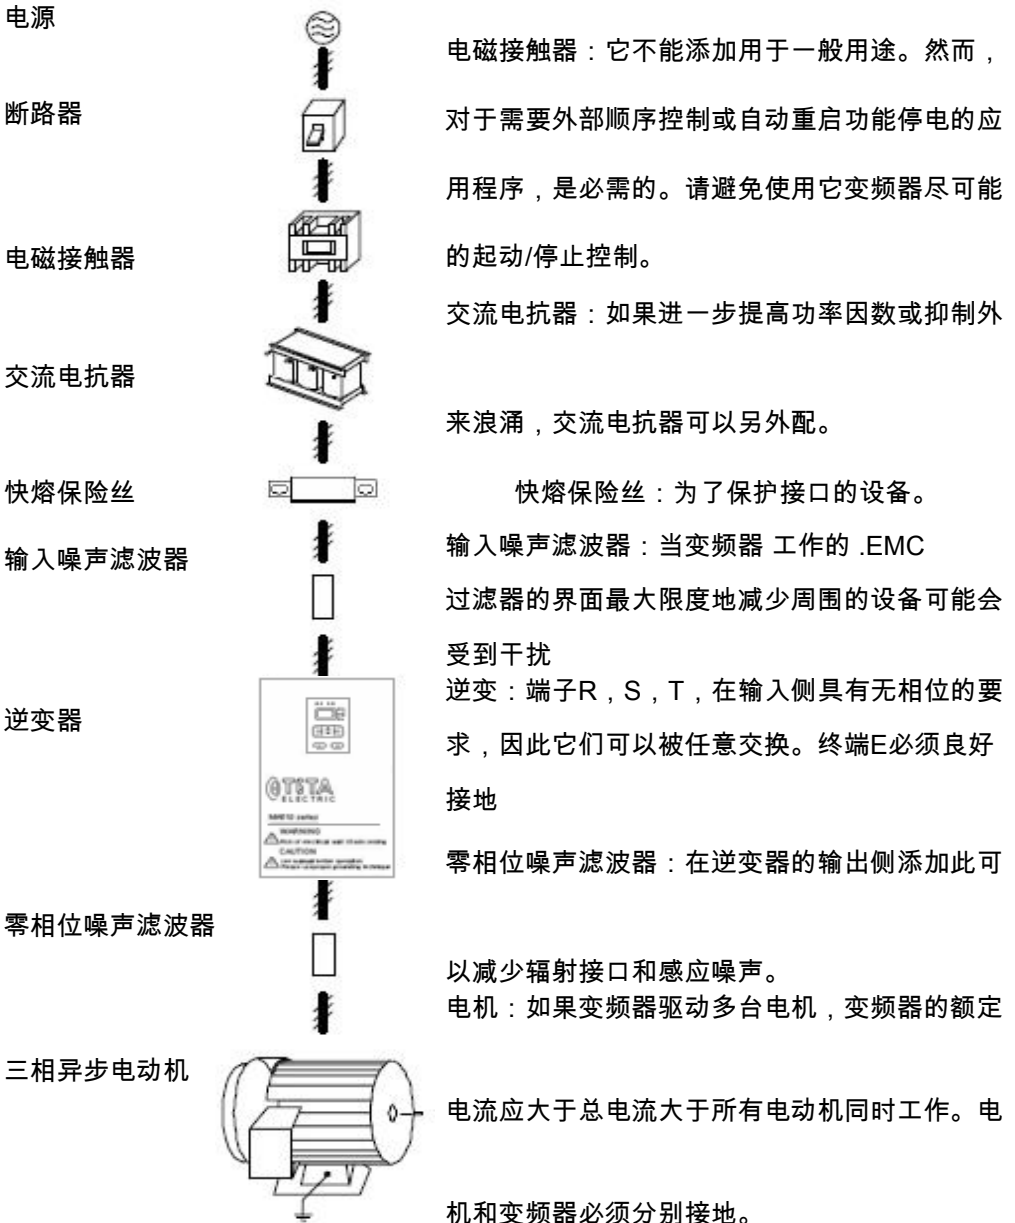 电源
电磁接触器：它不能添加用于一般用途。然而，
断路器
对于需要外部顺序控制或自动重启功能停电的应
用程序，是必需的。请避免使用它变频器尽可能
电磁接触器
的起动/停止控制。
交流电抗器：如果进一步提高功率因数或抑制外
交流电抗器
来浪涌，交流电抗器可以另外配。
快熔保险丝
快熔保险丝：为了保护接口的设备。
输入噪声滤波器
输入噪声滤波器：当变频器 工作的 .EMC
过滤器的界面最大限度地减少周围的设备可能会
受到干扰
逆变：端子R，S，T，在输入侧具有无相位的要
逆变器
求，因此它们可以被任意交换。终端E必须良好
接地
TETA
ELECTRIC
WARNING
CAUTION
零相位噪声滤波器：在逆变器的输出侧添加此可
零相位噪声滤波器
以减少辐射接口和感应噪声。
电机：如果变频器驱动多台电机，变频器的额定
三相异步电动机
电流应大于总电流大于所有电动机同时工作。电
机和变频器必须分别接地。